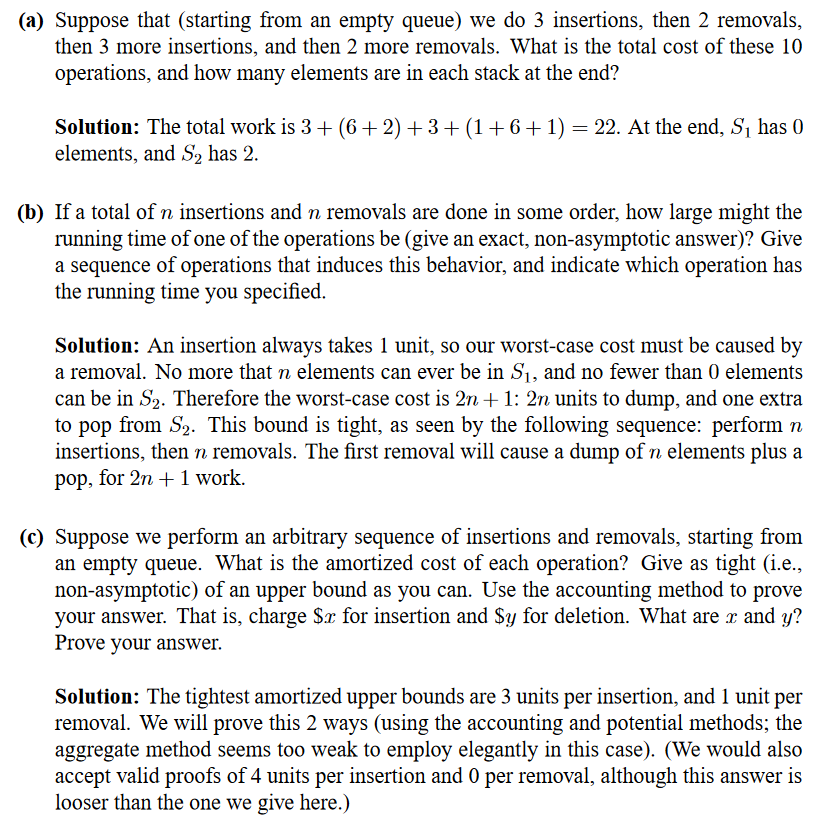 (a) Suppose that (starting from an empty queue) we do 3 insertions, then 2 removals,
then 3 more insertions, and then 2 more removals. What is the total cost of these 10
operations, and how many elements are in each stack at the end?
Solution: The total work is 3 + (6 + 2) + 3 + (1 + 6 + 1) = 22. At the end, S₁ has 0
elements, and S₂ has 2.
(b) If a total of n insertions and n removals are done in some order, how large might the
running time of one of the operations be (give an exact, non-asymptotic answer)? Give
a sequence of operations that induces this behavior, and indicate which operation has
the running time you specified.
Solution: An insertion always takes 1 unit, so our worst-case cost must be caused by
a removal. No more that n elements can ever be in S₁, and no fewer than 0 elements
can be in S₂. Therefore the worst-case cost is 2n + 1: 2n units to dump, and one extra
to pop from S₂. This bound is tight, as seen by the following sequence: perform n
insertions, then n removals. The first removal will cause a dump of n elements plus a
pop, for 2n + 1 work.
(c) Suppose we perform an arbitrary sequence of insertions and removals, starting from
an empty queue. What is the amortized cost of each operation? Give as tight (i.e.,
non-asymptotic) of an upper bound as you can. Use the accounting method to prove
your answer. That is, charge $x for insertion and $y for deletion. What are x and y?
Prove your answer.
Solution: The tightest amortized upper bounds are 3 units per insertion, and 1 unit per
removal. We will prove this 2 ways (using the accounting and potential methods; the
aggregate method seems too weak to employ elegantly in this case). (We would also
accept valid proofs of 4 units per insertion and 0 per removal, although this answer is
looser than the one we give here.)